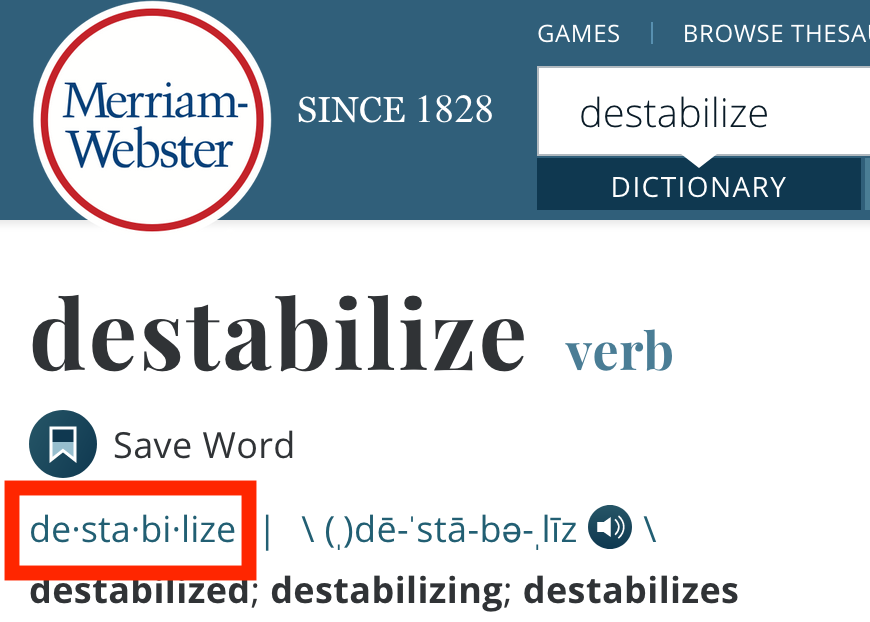 GAMES | BROWSE THESAU
Merriam-
Webster
SINCE 1828
destabilize
DICTIONARY
destabilize verb
Save Word
de·sta·bi·lize | \ (ˌ)dē-ˈstā-bə-ˌlīz \
destabilized; destabilizing; destabilizes